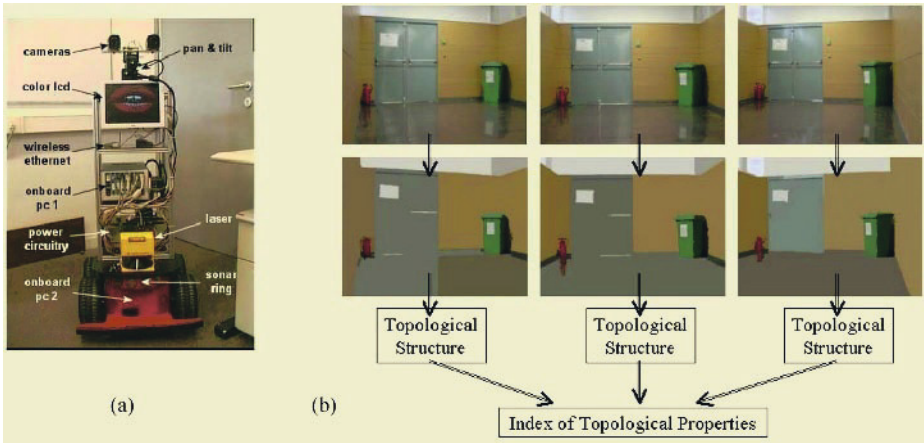 cameras
pan & tilt
color lcd
wireless
ethernet
onboard
pc 1
laser
power
circuitry
sonar
ring
onboard
pc 2
(a)
(b)
Topological
Structure
Topological
Structure
Topological
Structure
Index of Topological Properties